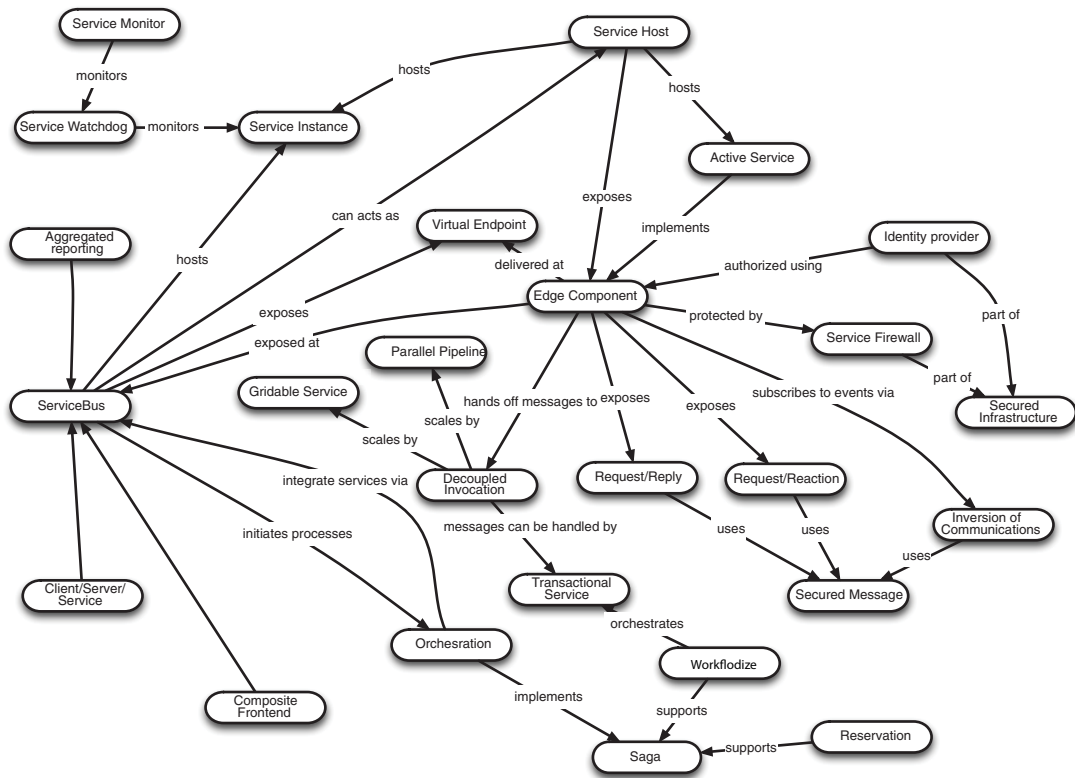 Service Monitor
Service Host
hosts
monitors
hosts
Service Watchdog
monitors
Service Instance
Active Service
exposes
can acts as
Virtual Endpoint
implements
Aggregated
reporting
Identity provider
hosts
delivered at
authorized using
Edge Component
exposes
protected by
part of
exposed at
Service Firewall
Parallel Pipeline
part of
Gridable Service
hands off messages to
subscribes to events via
exposes
exposes
ServiceBus
Secured
Infrastructure
scales by
scales by
integrate services via
Decoupled
Invocation
Request/Reply
Request/Reaction
messages can be handled by
Inversion of
Communications
initiates processes
uses
uses
uses
Client/Server/
Service
Transactional
Service
Secured Message
orchestrates
Orchesration
Workflodize
implements
Composite
Frontend
supports
Reservation
Saga
supports